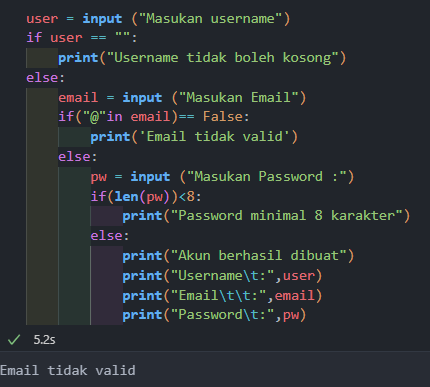 user = input ("Masukan username")
if user == "":
    print("Username tidak boleh kosong")
else:
    email = input ("Masukan Email")
    if("@"in email)== False:
        print('Email tidak valid')
    else:
        pw = input ("Masukan Password :")
        if(len(pw))<8:
            print("Password minimal 8 karakter")
        else:
            print("Akun berhasil dibuat")
            print("Username\t:",user)
            print("Email\t\t:",email)
            print("Password\t:",pw)
5.2s
Email tidak valid